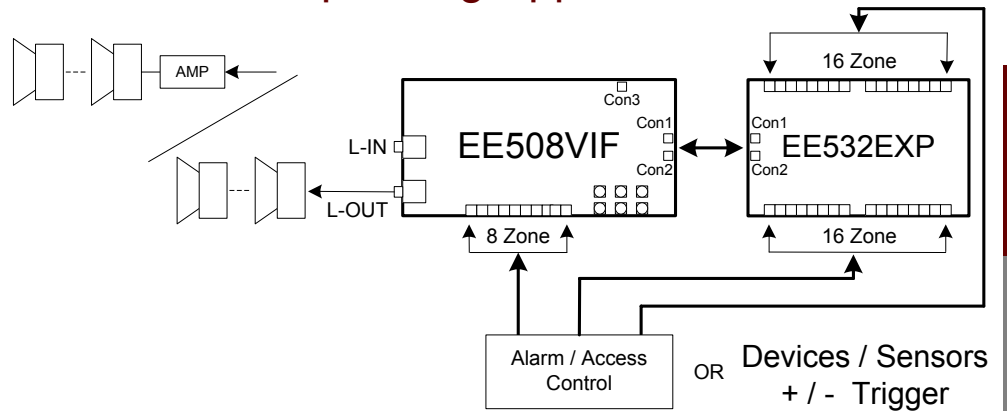 16 Zone
AMP
Con3
L-IN
EE508VIF
Con1
Con2
Con1
Con2
EE532EXP
L-OUT
8 Zone
16 Zone
Alarm / Access
Control
OR
Devices / Sensors
+ / - Trigger